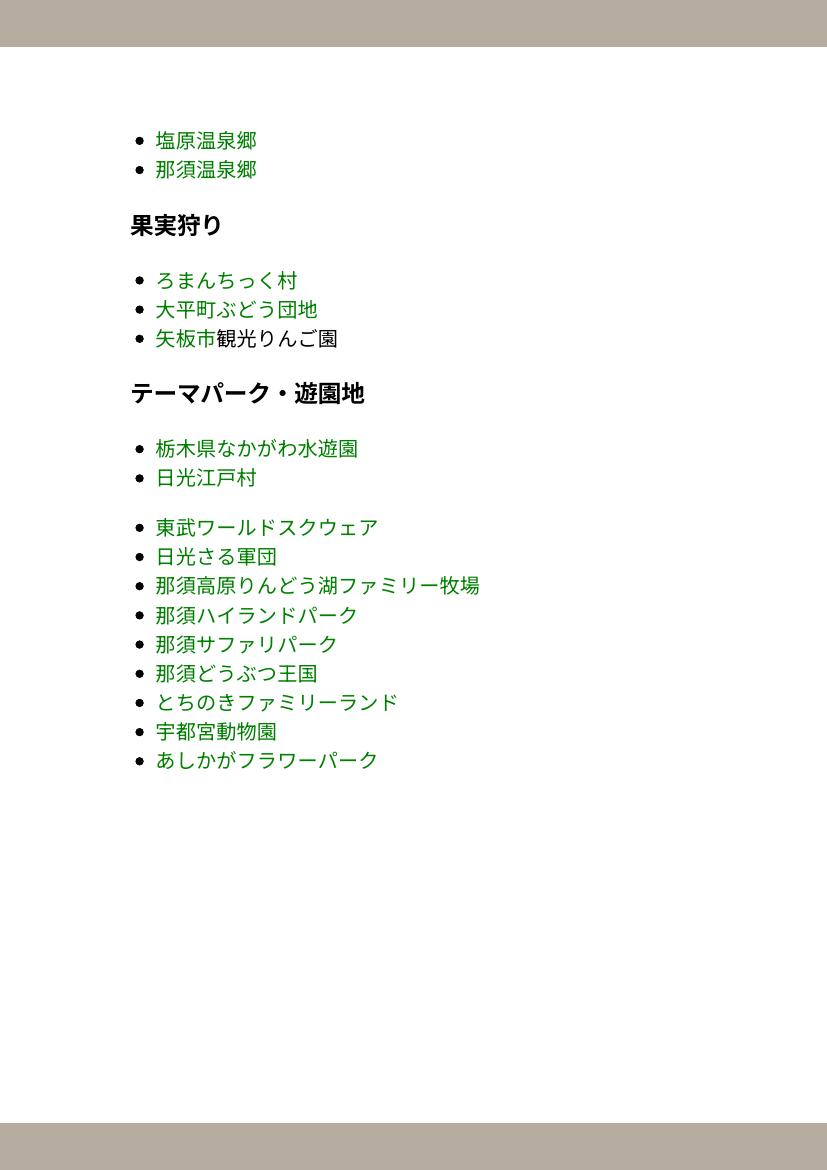 塩原温泉郷
那須温泉郷
果実狩り
ろまんちっく村
大平町ぶどう団地
矢板市観光りんご園
テーマパーク・遊園地
栃木県なかがわ水遊園
日光江戸村
東武ワールドスクウェア
日光さる軍団
那須高原りんどう湖ファミリー牧場
那須ハイランドパーク
那須サファリパーク
那須どうぶつ王国
とちのきファミリーランド
宇都宮動物園
あしかがフラワーパーク